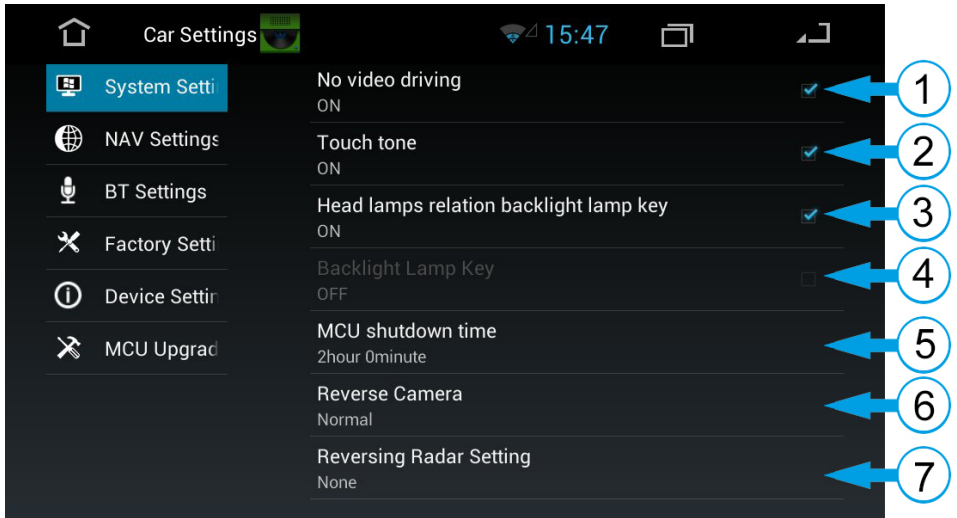 Car Settings
15:47
System Setti
NAV Settings
BT Settings
Factory Setti
Device Settin
MCU Upgrad
No video driving
ON
1
Touch tone
ON
2
Head lamps relation backlight lamp key
ON
3
Backlight Lamp Key
OFF
4
MCU shutdown time
2hour 0minute
5
Reverse Camera
Normal
6
Reversing Radar Setting
None
7